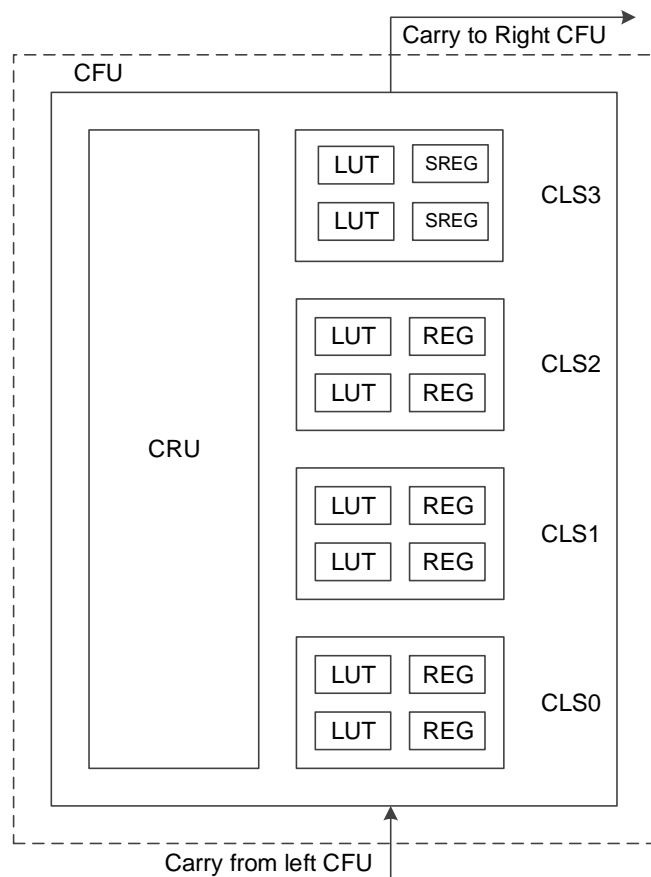 Carry to Right CFU
CFU
LUT SREG
LUT SREG
CLS3
LUT REG
LUT REG
CLS2
CRU
LUT REG
LUT REG
CLS1
LUT REG
LUT REG
CLS0
Carry from left CFU